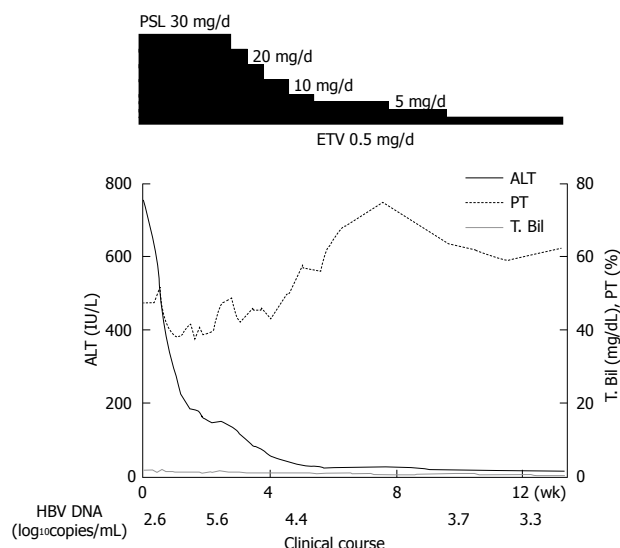 PSL 30 mg/d
20 mg/d
10 mg/d
5 mg/d
ETV 0.5 mg/d
800 80
ALT
PT
T. Bil
600 60
400 40
200 20
0 0
ALT (IU/L)
T. Bil (mg/dL), PT (%)
0 4 8 12 (wk)
HBV DNA
(log10copies/mL)
2.6 5.6 4.4 3.7 3.3
Clinical course